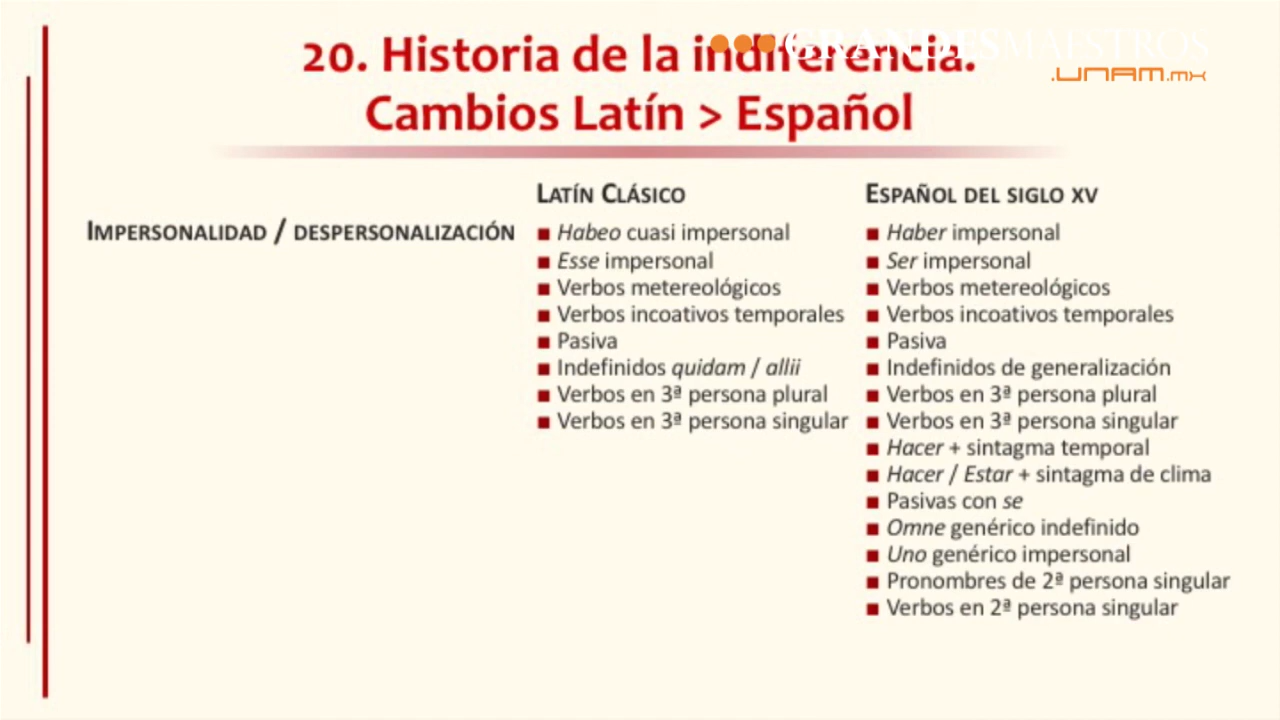 20. Historia de la indiferencia.
Cambios Latín > Español
GRANDESMAESTROS
.UNAM.mx
IMPERSONALIDAD / DESPERSONALIZACIÓN
LATÍN CLÁSICO
■ Habeo cuasi impersonal
■ Esse impersonal
■ Verbos metereológicos
■ Verbos incoativos temporales
■ Pasiva
■ Indefinidos quidam / allii
■ Verbos en 3ª persona plural
■ Verbos en 3ª persona singular
ESPAÑOL DEL SIGLO XV
■ Haber impersonal
■ Ser impersonal
■ Verbos metereológicos
■ Verbos incoativos temporales
■ Pasiva
■ Indefinidos de generalización
■ Verbos en 3ª persona plural
■ Verbos en 3ª persona singular
■ Hacer + sintagma temporal
■ Hacer / Estar + sintagma de clima
■ Pasivas con se
■ Omne genérico indefinido
■ Uno genérico impersonal
■ Pronombres de 2ª persona singular
■ Verbos en 2ª persona singular